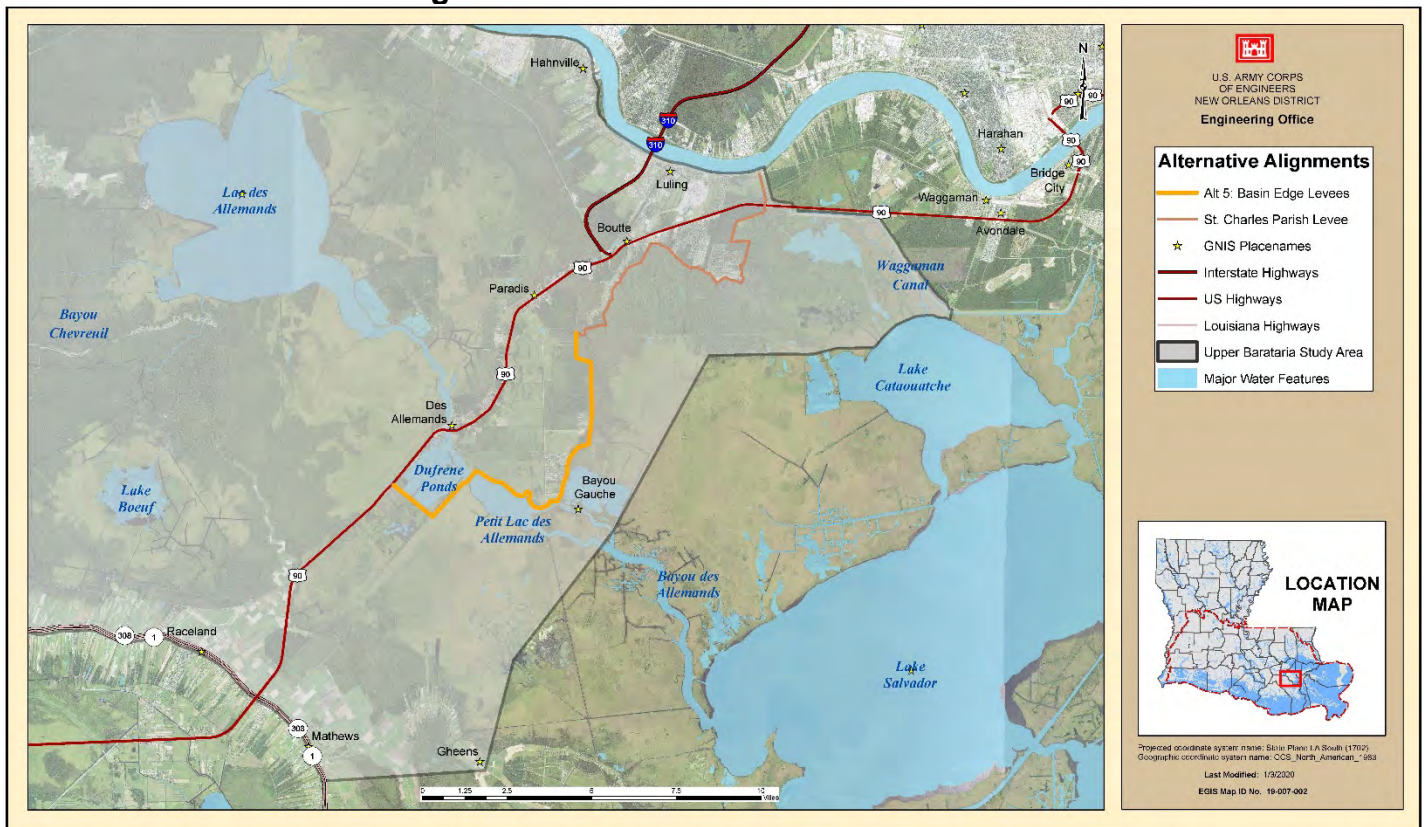 Hahnville
N
90
90
310
Harahan
90
310
90
Lac des
Allemands
Luling
Bridge
City
Waggaman
90
Avondale
Boutte
90
Waggaman
Canal
Paradis
Bayou
Chevreuil
Lake
Cataouatche
90
Des
Allemands
Dufrene
Ponds
Bayou
Gauche
Lake
Boeuf
Petit Lac des
Allemands
90
Bayou des
Allemands
308
1
Raceland
Lake
Salvador
308
Mathews
1
Gheens
0 1.25 2.5 5 7.5 10
Miles
U.S. ARMY CORPS
OF ENGINEERS
NEW ORLEANS DISTRICT
Engineering Office
Alternative Alignments
Alt 5: Basin Edge Levees
St. Charles Parish Levee
GNIS Placenames
Interstate Highways
US Highways
Louisiana Highways
Upper Barataria Study Area
Major Water Features
LOCATION
MAP
Projected coordinate system name: State Plane LA South (1702)
Geographic coordinate system name: GCS_North_American_1983
Last Modified: 1/9/2020
EGIS Map ID No. 19-007-002